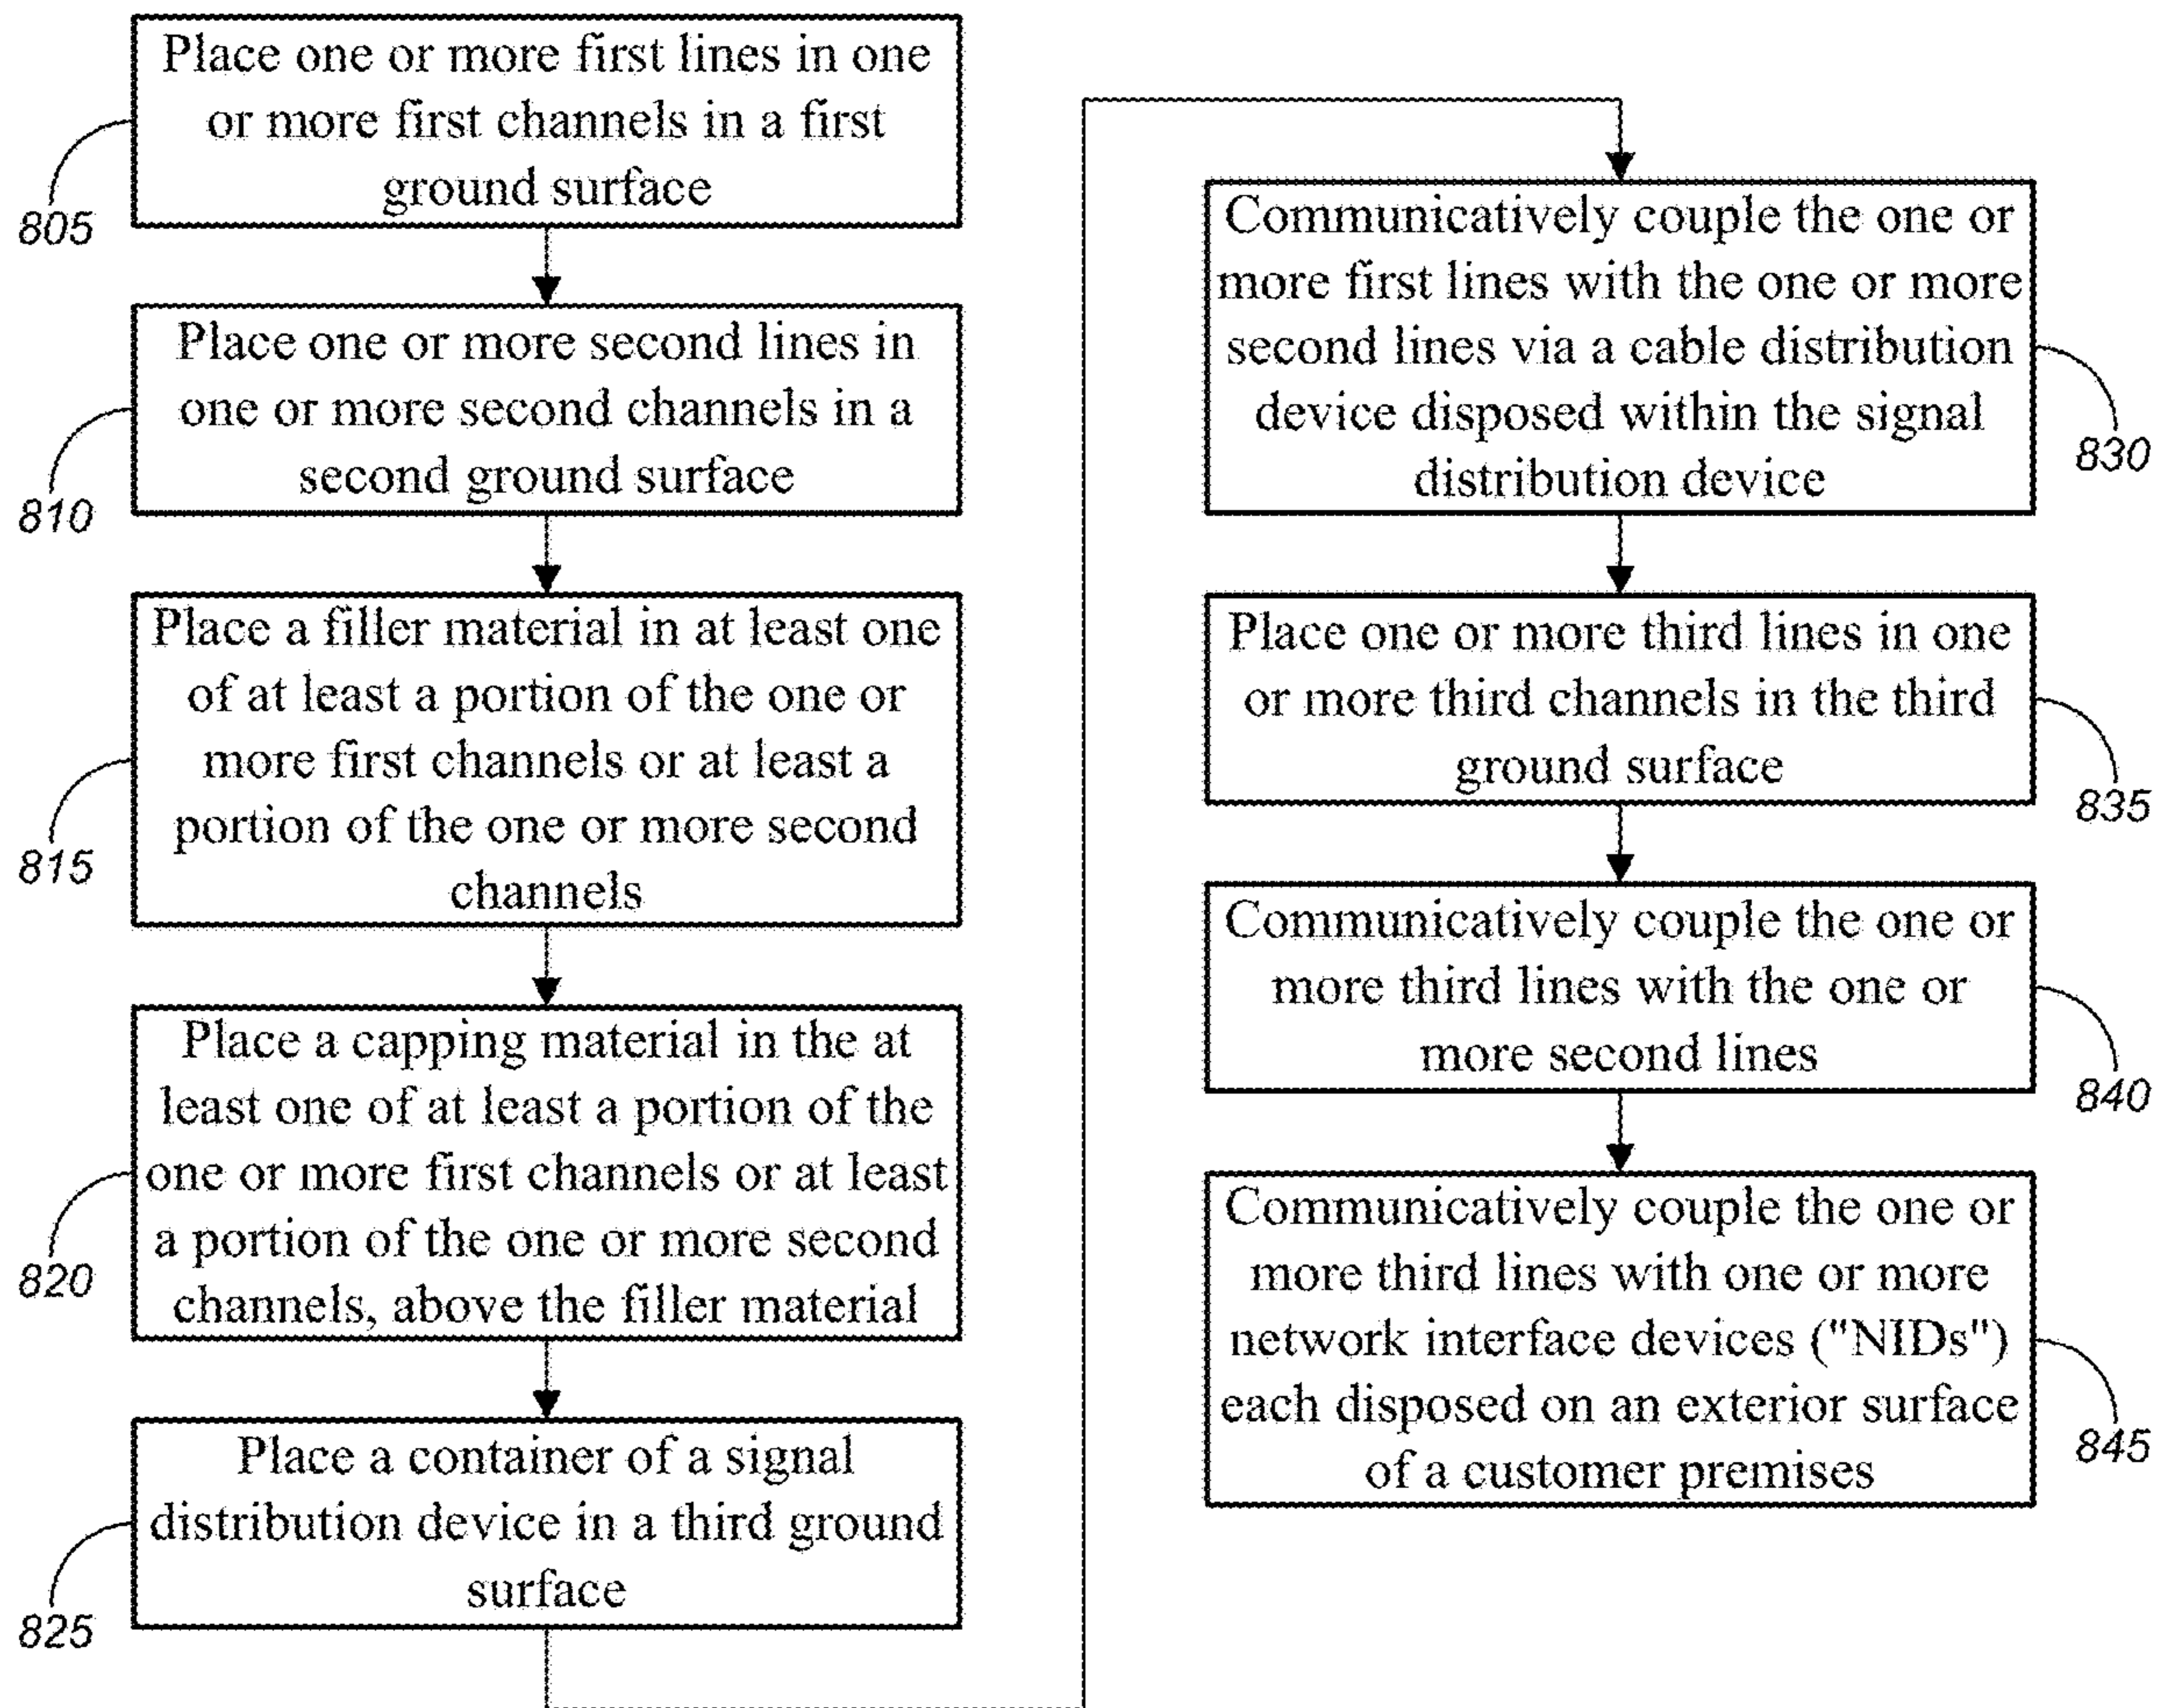 Place one or more first lines in one
or more first channels in a first
ground surface
805
Place one or more second lines in
one or more second channels in a
second ground surface
810
Place a filler material in at least one
of at least a portion of the one or
more first channels or at least a
portion of the one or more second
channels
815
Place a capping material in the at
least one of at least a portion of the
one or more first channels or at least
a portion of the one or more second
channels, above the filler material
820
Place a container of a signal
distribution device in a third ground
surface
825
Communicatively couple the one or
more first lines with the one or more
second lines via a cable distribution
device disposed within the signal
distribution device
830
Place one or more third lines in one
or more third channels in the third
ground surface
835
Communicatively couple the one or
more third lines with the one or
more second lines
840
Communicatively couple the one or
more third lines with one or more
network interface devices ("NIDs")
each disposed on an exterior surface
of a customer premises
845